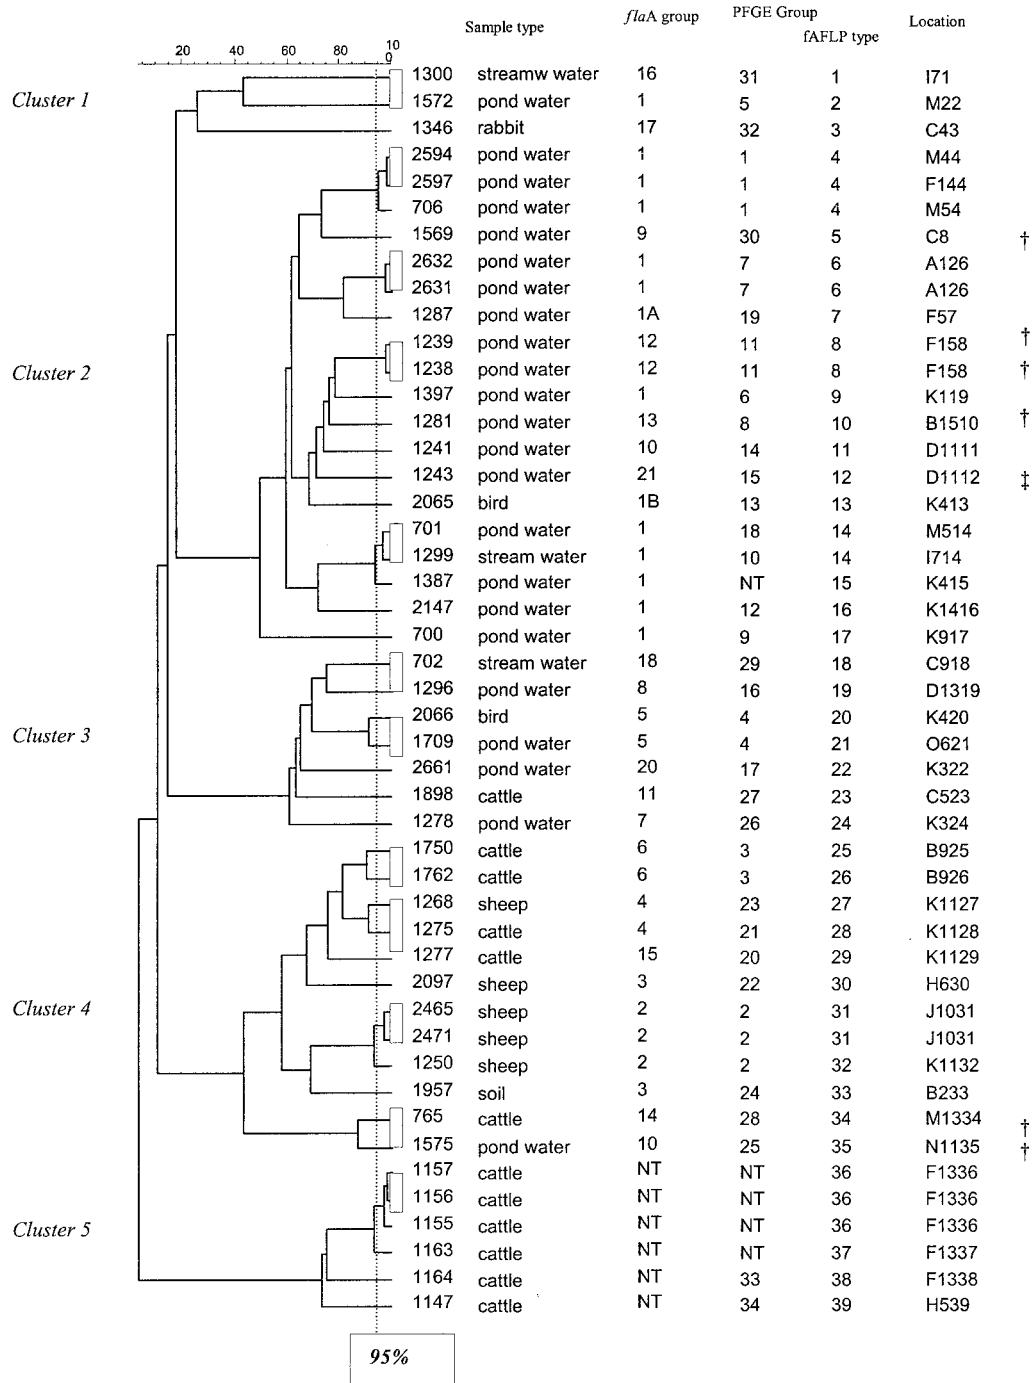 Sample type flaA group PFGE Group fAFLP type Location
20 40 60 80 100
Cluster 1
1300 streamw water 16 31 1 I71
1572 pond water 1 5 2 M22
1346 rabbit 17 32 3 C43
Cluster 2
2594 pond water 1 1 4 M44
2597 pond water 1 1 4 F144
706 pond water 1 1 4 M54
1569 pond water 9 30 5 C8 †
2632 pond water 1 7 6 A126
2631 pond water 1 7 6 A126
1287 pond water 1A 19 7 F57
1239 pond water 12 11 8 F158 †
1238 pond water 12 11 8 F158 †
1397 pond water 1 6 9 K119
1281 pond water 13 8 10 B1510 †
1241 pond water 10 14 11 D1111
1243 pond water 21 15 12 D1112 ‡
2065 bird 1B 13 13 K413
701 pond water 1 18 14 M514
1299 stream water 1 10 14 I714
1387 pond water 1 NT 15 K415
2147 pond water 1 12 16 K1416
700 pond water 1 9 17 K917
Cluster 3
702 stream water 18 29 18 C918
1296 pond water 8 16 19 D1319
2066 bird 5 4 20 K420
1709 pond water 5 4 21 O621
2661 pond water 20 17 22 K322
1898 cattle 11 27 23 C523
1278 pond water 7 26 24 K324
Cluster 4
1750 cattle 6 3 25 B925
1762 cattle 6 3 26 B926
1268 sheep 4 23 27 K1127
1275 cattle 4 21 28 K1128
1277 cattle 15 20 29 K1129
2097 sheep 3 22 30 H630
2465 sheep 2 2 31 J1031
2471 sheep 2 2 31 J1031
1250 sheep 2 2 32 K1132
1957 soil 3 24 33 B233
765 cattle 14 28 34 M1334 †
1575 pond water 10 25 35 N1135 †
Cluster 5
1157 cattle NT NT 36 F1336
1156 cattle NT NT 36 F1336
1155 cattle NT NT 36 F1336
1163 cattle NT NT 37 F1337
1164 cattle NT 33 38 F1338
1147 cattle NT 34 39 H539
95%